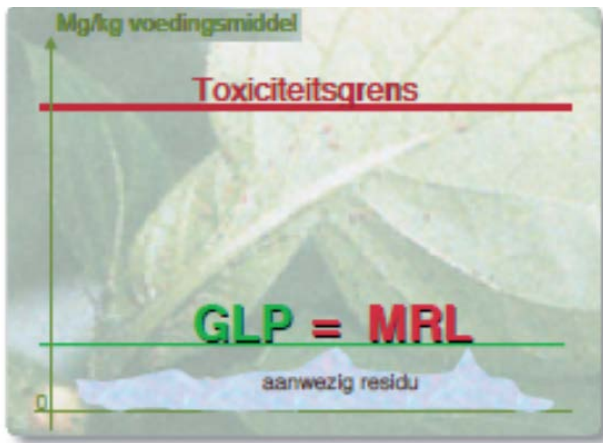 Mg/kg voedingsmiddel
Toxiciteitsgrens
GLP = MRL
aanwezig residu
0